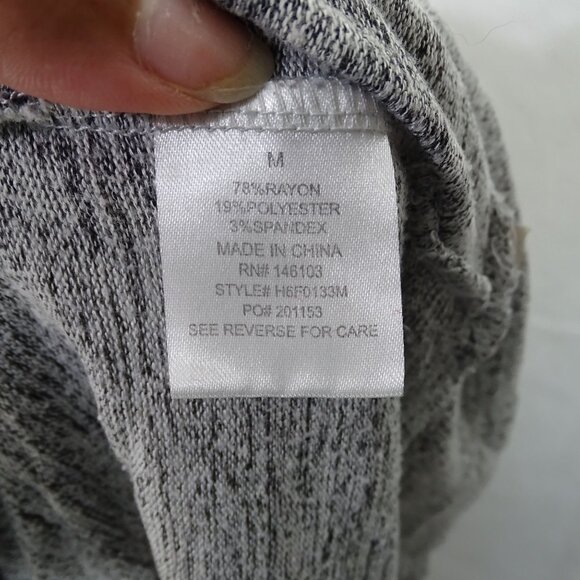 M
78%RAYON
19%POLYESTER
3%SPANDEX
MADE IN CHINA
RN# 146103
STYLE# H6F0133M
PO# 201153
SEE REVERSE FOR CARE